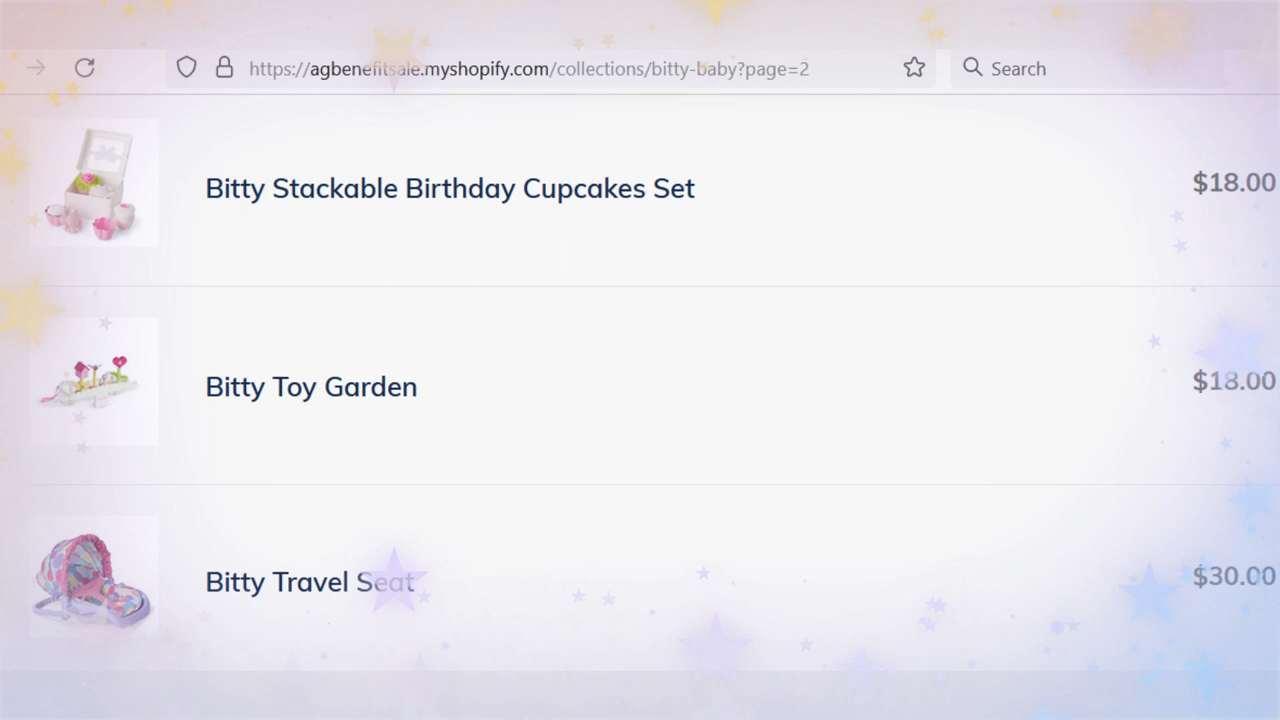 https://agbenefitsale.myshopify.com/collections/bitty-baby?page=2
Search
Bitty Stackable Birthday Cupcakes Set
$18.00
Bitty Toy Garden
$18.00
Bitty Travel Seat
$30.00